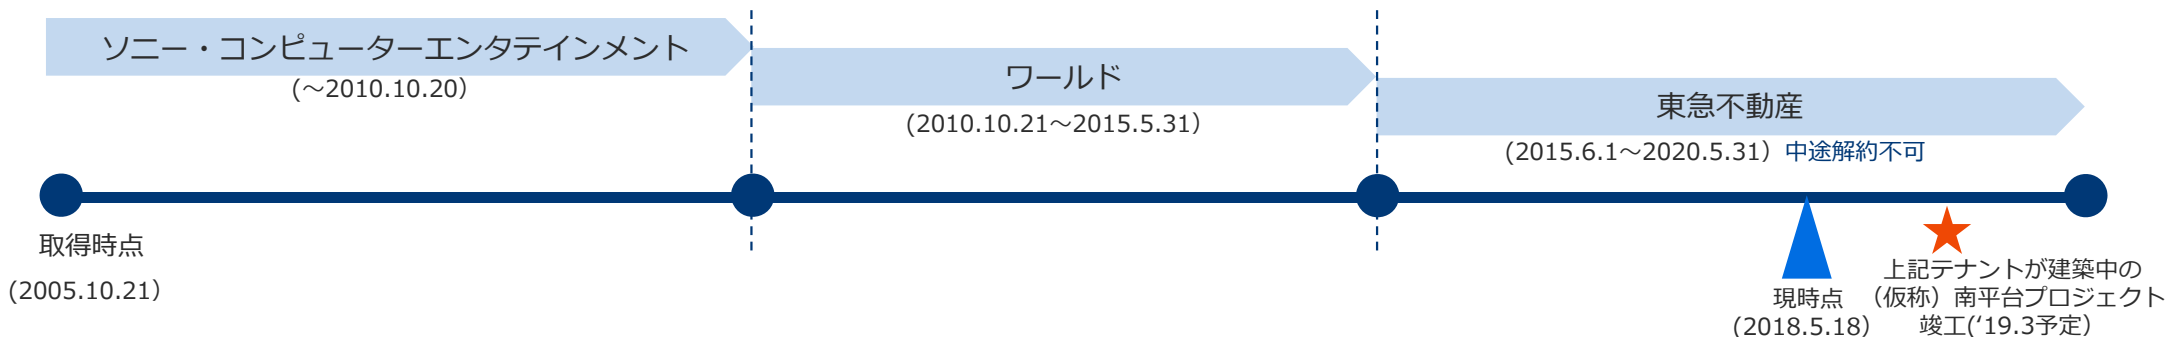 ソニー・コンピューターエンタテインメント
(～2010.10.20）
ワールド
(2010.10.21～2015.5.31）
東急不動産
(2015.6.1～2020.5.31）中途解約不可
取得時点
(2005.10.21）
現時点
（2018.5.18）
上記テナントが建築中の
（仮称）南平台プロジェクト
竣工(‘19.3予定）